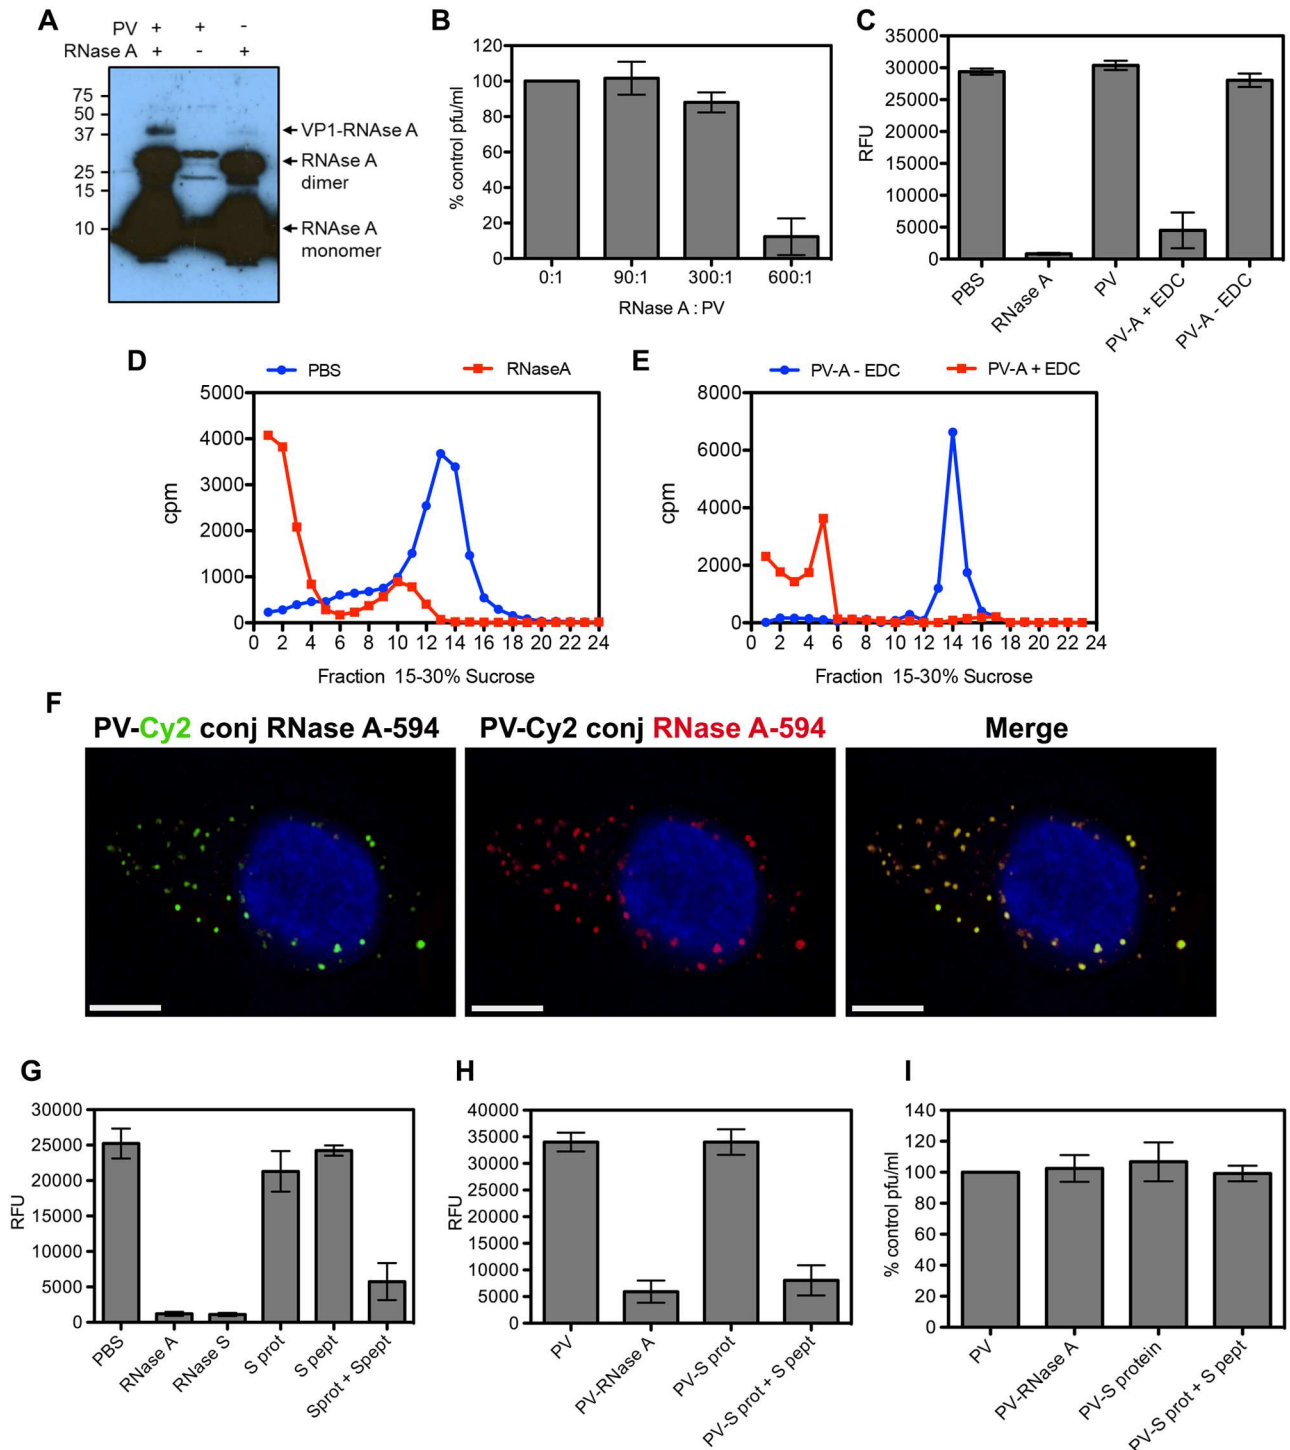 A
PV + + -
RNase A + - +
75
50
37
25
15
10
VP1-RNAse A
RNAse A
dimer
RNAse A
monomer
B
120
100
80
60
40
20
0
% control pfu/ml
0:1 90:1 300:1 600:1
RNase A : PV
C
35000
30000
25000
20000
15000
10000
5000
0
RFU
PBS
RNase A
PV
PV-A + EDC
PV-A - EDC
D
PBS RNaseA
5000
4000
3000
2000
1000
0
cpm
0 2 4 6 8 10 12 14 16 18 20 22 24
Fraction 15-30% Sucrose
E
PV-A - EDC PV-A + EDC
8000
6000
4000
2000
0
cpm
0 2 4 6 8 10 12 14 16 18 20 22 24
Fraction 15-30% Sucrose
F
PV-Cy2 conj RNase A-594
PV-Cy2 conj RNase A-594
Merge
G
30000
25000
20000
15000
10000
5000
0
RFU
PBS
RNase A
RNase S
S prot
S pept
Sprot + Spept
H
40000
35000
30000
25000
20000
15000
10000
5000
0
RFU
PV
PV-RNase A
PV-S prot
PV-S prot + S pept
I
140
120
100
80
60
40
20
0
% control pfu/ml
PV
PV-RNase A
PV-S protein
PV-S prot + S pept